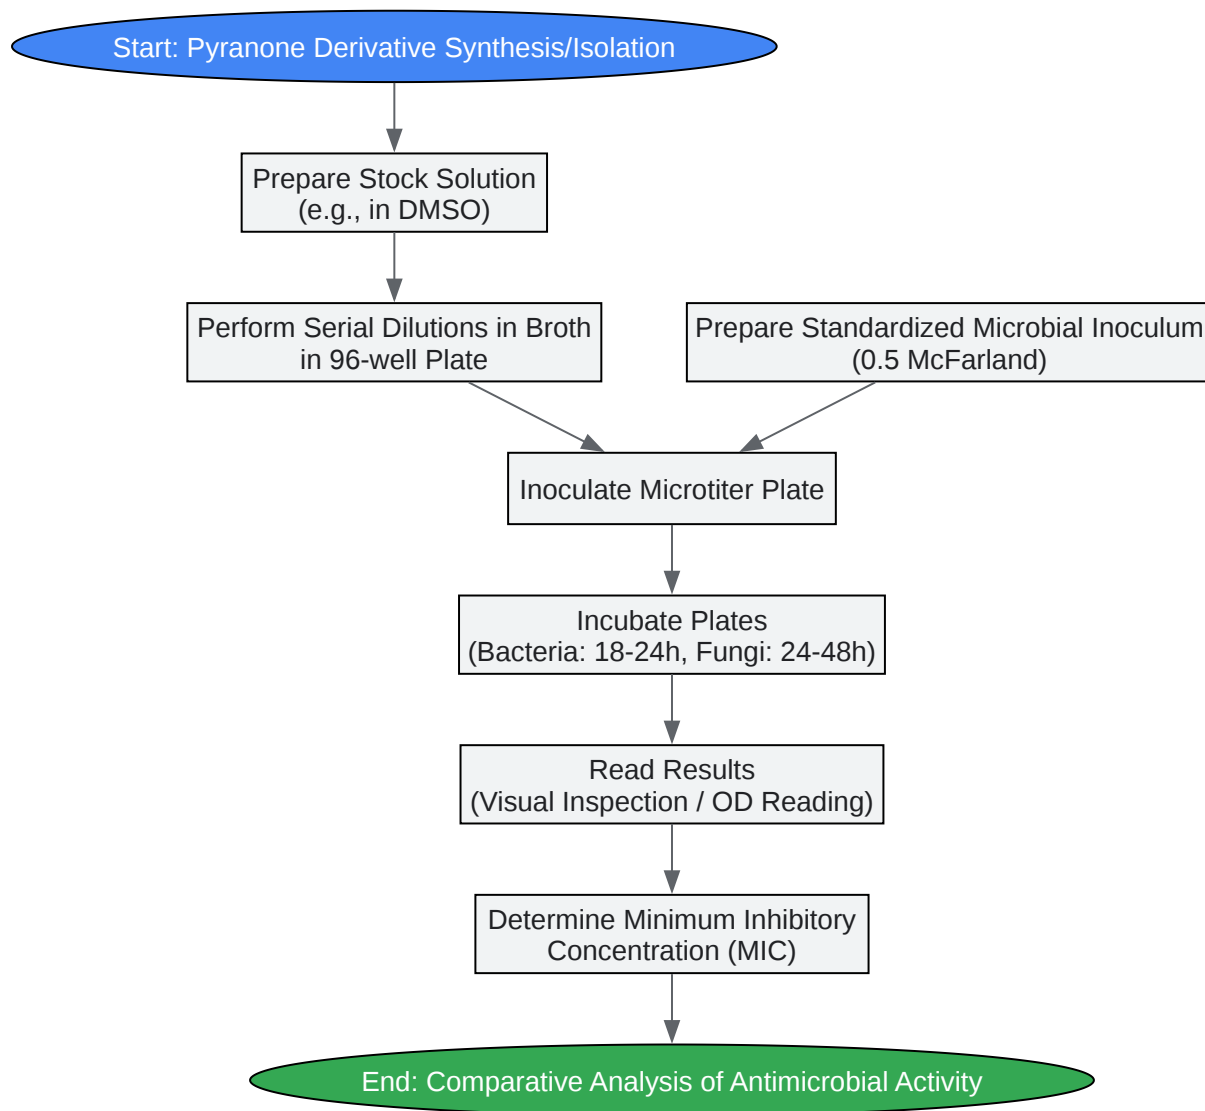 Start: Pyranone Derivative Synthesis/Isolation
Prepare Stock Solution
(e.g., in DMSO)
Perform Serial Dilutions in Broth
in 96-well Plate
Prepare Standardized Microbial Inoculum
(0.5 McFarland)
Inoculate Microtiter Plate
Incubate Plates
(Bacteria: 18-24h, Fungi: 24-48h)
Read Results
(Visual Inspection / OD Reading)
Determine Minimum Inhibitory
Concentration (MIC)
End: Comparative Analysis of Antimicrobial Activity